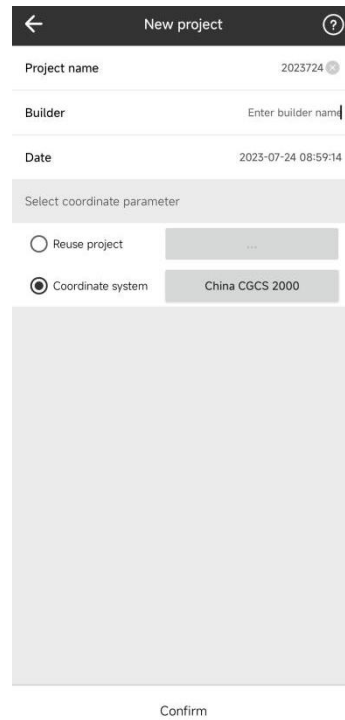 New project
Project name 2023724
Builder Enter builder name
Date 2023-07-24 08:59:14
Select coordinate parameter
Reuse project ...
Coordinate system China CGCS 2000
Confirm